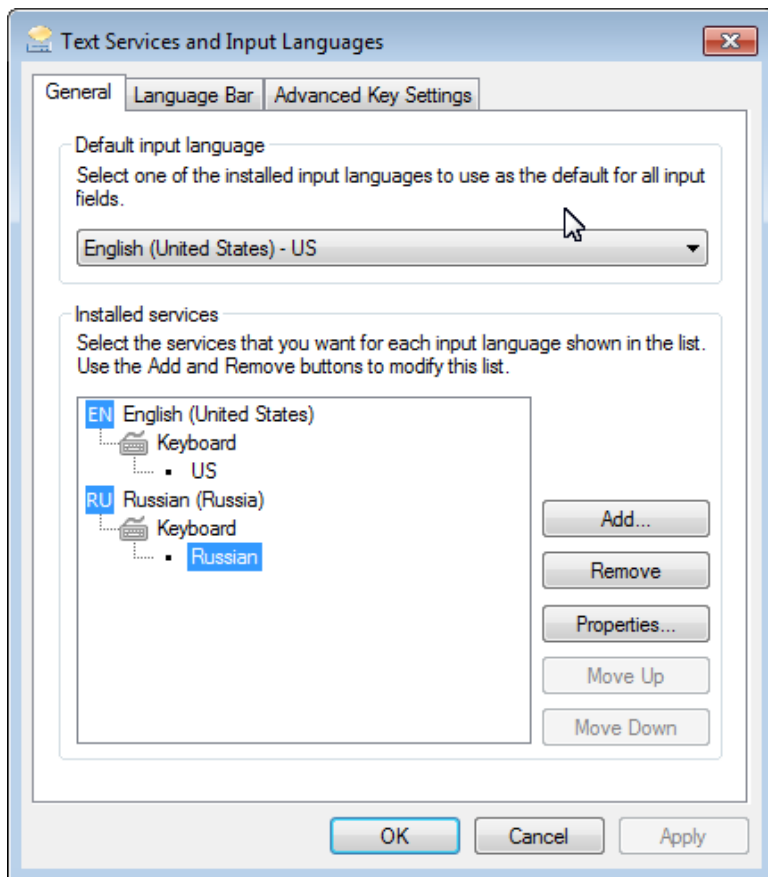 Text Services and Input Languages
General
Language Bar
Advanced Key Settings
Default input language
Select one of the installed input languages to use as the default for all input
fields.
English (United States) - US
Installed services
Select the services that you want for each input language shown in the list.
Use the Add and Remove buttons to modify this list.
EN English (United States)
Keyboard
US
RU Russian (Russia)
Keyboard
Russian
Add...
Remove
Properties...
Move Up
Move Down
OK
Cancel
Apply